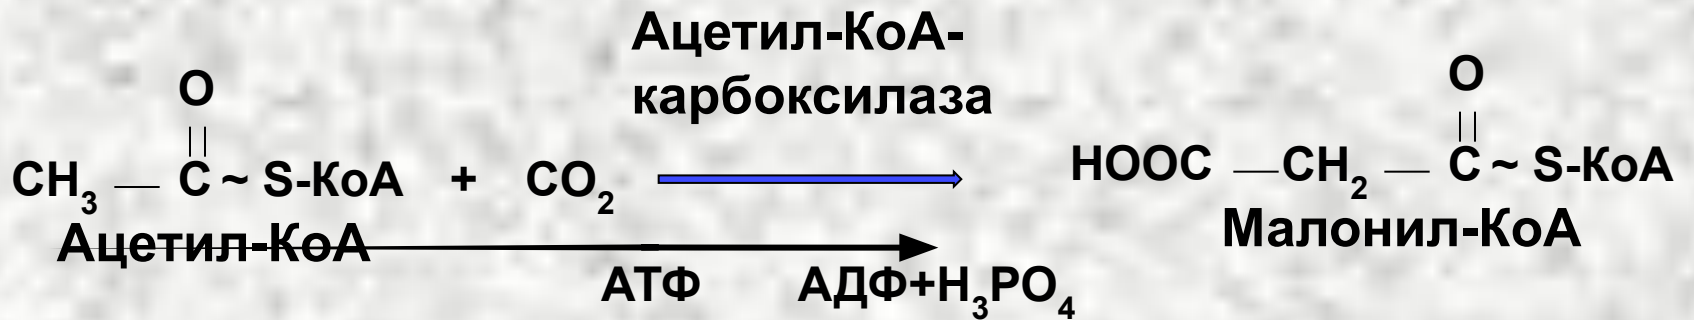 Ацетил-КоА-
карбоксилаза
O
||
O
||
CH₃ — C ~ S-КоА + CO₂
HOOC — CH₂ — C ~ S-КоА
Ацетил-КоА
Малонил-КоА
АТФ АДФ+H₃PO₄